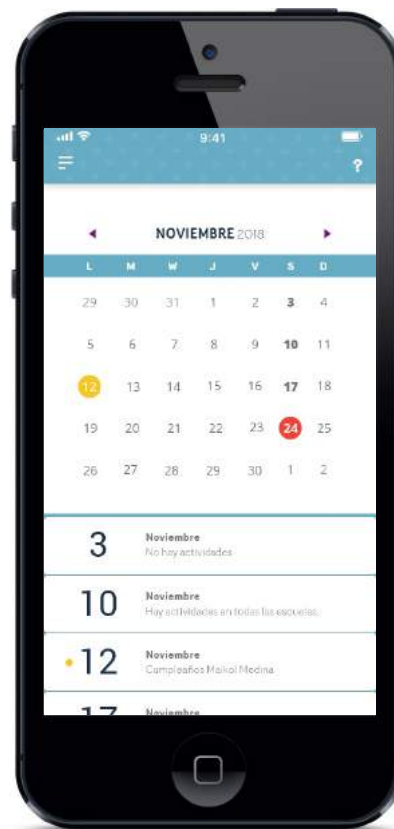 9:41
?
NOVIEMBRE 2018
L M W J V S D
29 30 31 1 2 3 4
5 6 7 8 9 10 11
12 13 14 15 16 17 18
19 20 21 22 23 24 25
26 27 28 29 30 1 2
3 Noviembre
No hay actividades
10 Noviembre
Hay actividades en todas las escuelas.
12 Noviembre
Cumpleaños Maikol Medina
17 Noviembre